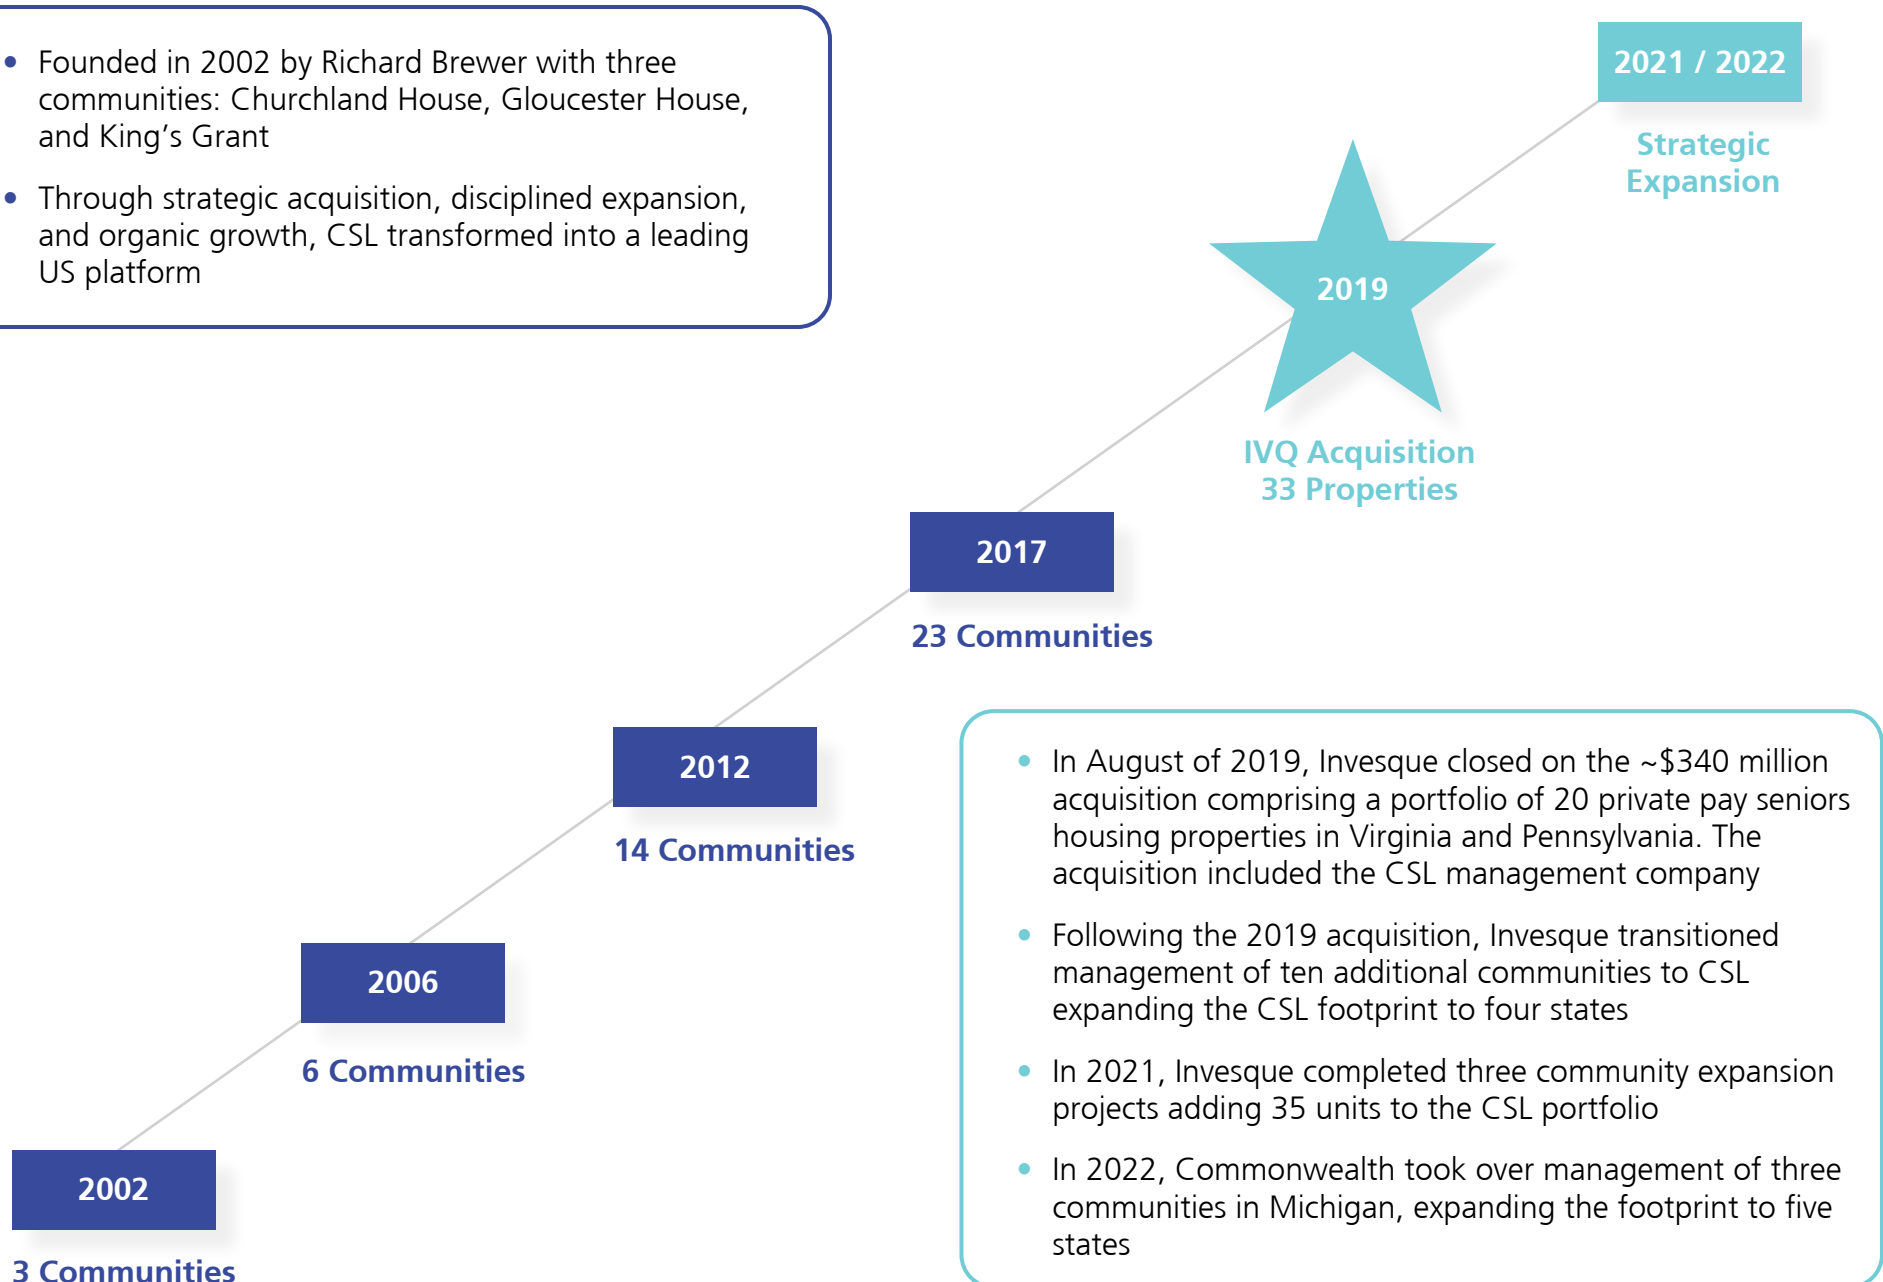 • Founded in 2002 by Richard Brewer with three
communities: Churchland House, Gloucester House,
and King’s Grant
• Through strategic acquisition, disciplined expansion,
and organic growth, CSL transformed into a leading
US platform
2021 / 2022
Strategic
Expansion
2019
IVQ Acquisition
33 Properties
2017
23 Communities
2012
14 Communities
2006
6 Communities
2002
3 Communities
• In August of 2019, Invesque closed on the ~$340 million
acquisition comprising a portfolio of 20 private pay seniors
housing properties in Virginia and Pennsylvania. The
acquisition included the CSL management company
• Following the 2019 acquisition, Invesque transitioned
management of ten additional communities to CSL
expanding the CSL footprint to four states
• In 2021, Invesque completed three community expansion
projects adding 35 units to the CSL portfolio
• In 2022, Commonwealth took over management of three
communities in Michigan, expanding the footprint to five
states